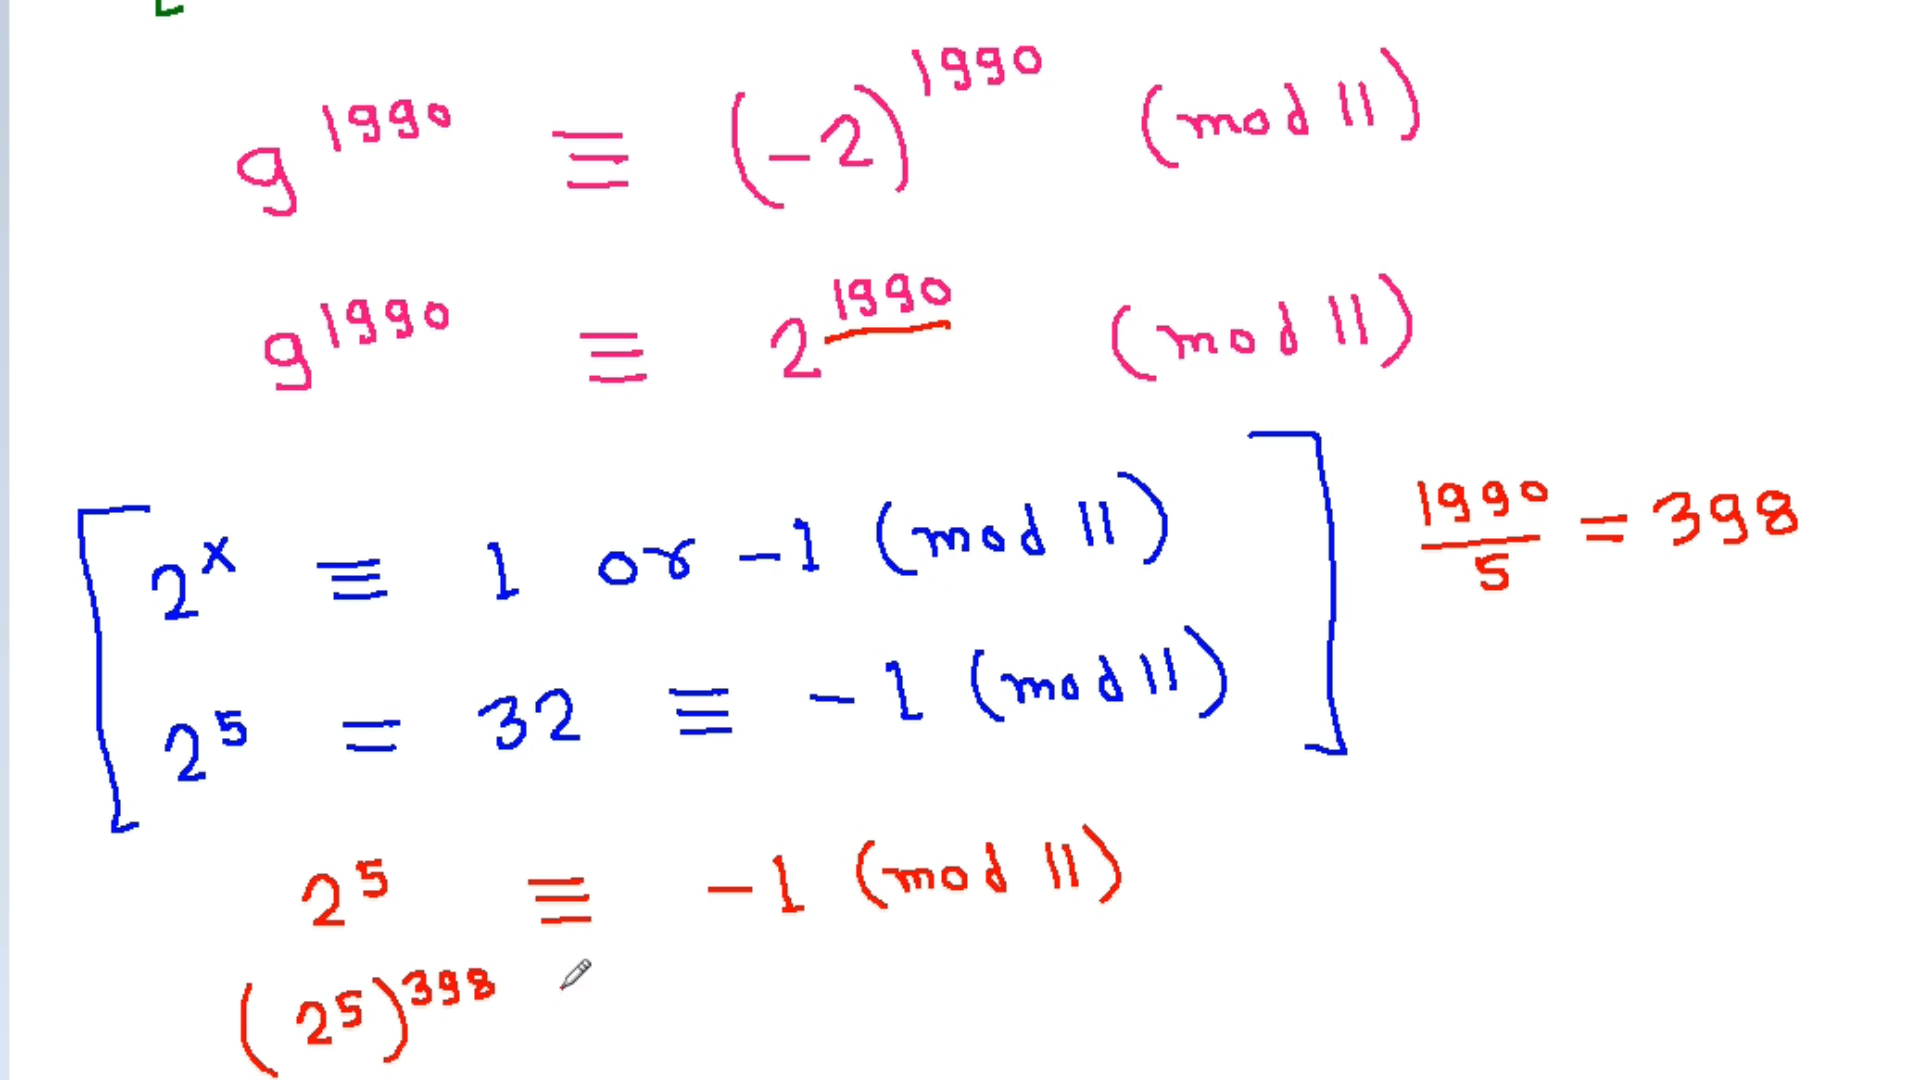 9^1990 ≡ (-2)^1990 (mod 11)
9^1990 ≡ 2^1990 (mod 11)
2^x ≡ 1 or -1 (mod 11)
1990/5 = 398
2^5 = 32 ≡ -1 (mod 11)
2^5 ≡ -1 (mod 11)
(2^5)^398